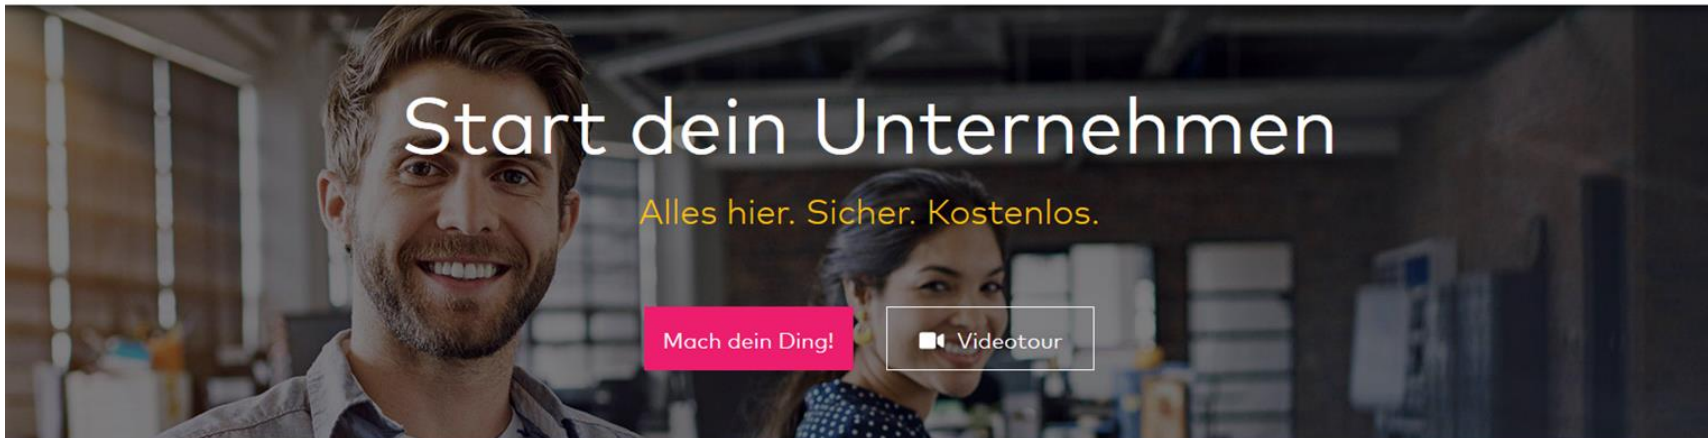 Start dein Unternehmen
Alles hier. Sicher. Kostenlos.
Mach dein Ding!
Videotour